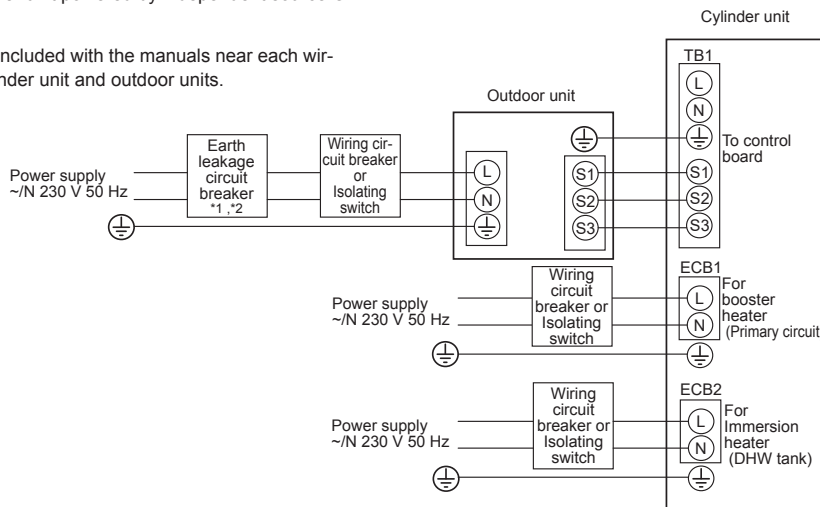 Cylinder unit
ncluded with the manuals near each wir-
nder unit and outdoor units.
TB1
L
N
To control
board
S1
S2
S3
Outdoor unit
L
N
S1
S2
S3
Earth
leakage
circuit
breaker
*1 ,*2
Wiring cir-
cuit breaker
or
Isolating
switch
Power supply
~/N 230 V 50 Hz
ECB1
For
booster
heater
(Primary circuit
L
N
Wiring
circuit
breaker or
Isolating
switch
Power supply
~/N 230 V 50 Hz
ECB2
For
Immersion
heater
(DHW tank)
L
N
Wiring
circuit
breaker or
Isolating
switch
Power supply
~/N 230 V 50 Hz